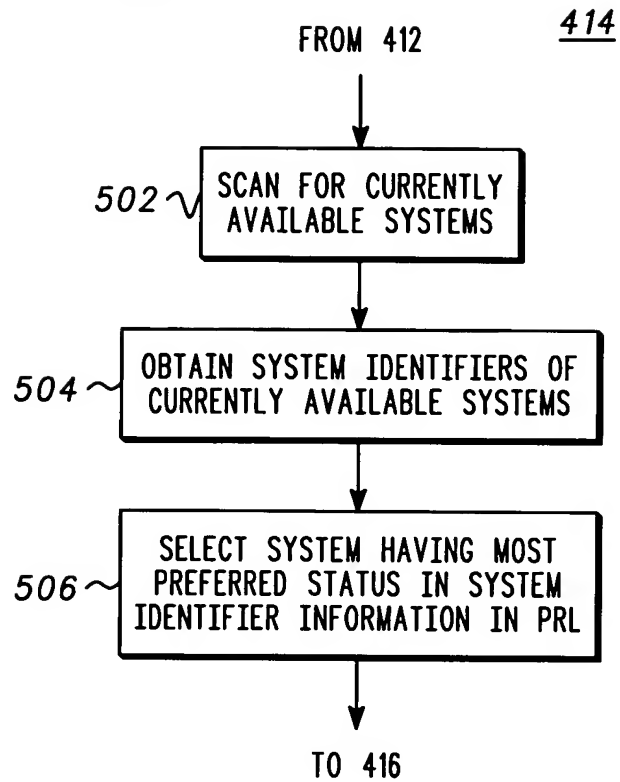 414
FROM 412
502
SCAN FOR CURRENTLY
AVAILABLE SYSTEMS
504
OBTAIN SYSTEM IDENTIFIERS OF
CURRENTLY AVAILABLE SYSTEMS
506
SELECT SYSTEM HAVING MOST
PREFERRED STATUS IN SYSTEM
IDENTIFIER INFORMATION IN PRL
TO 416